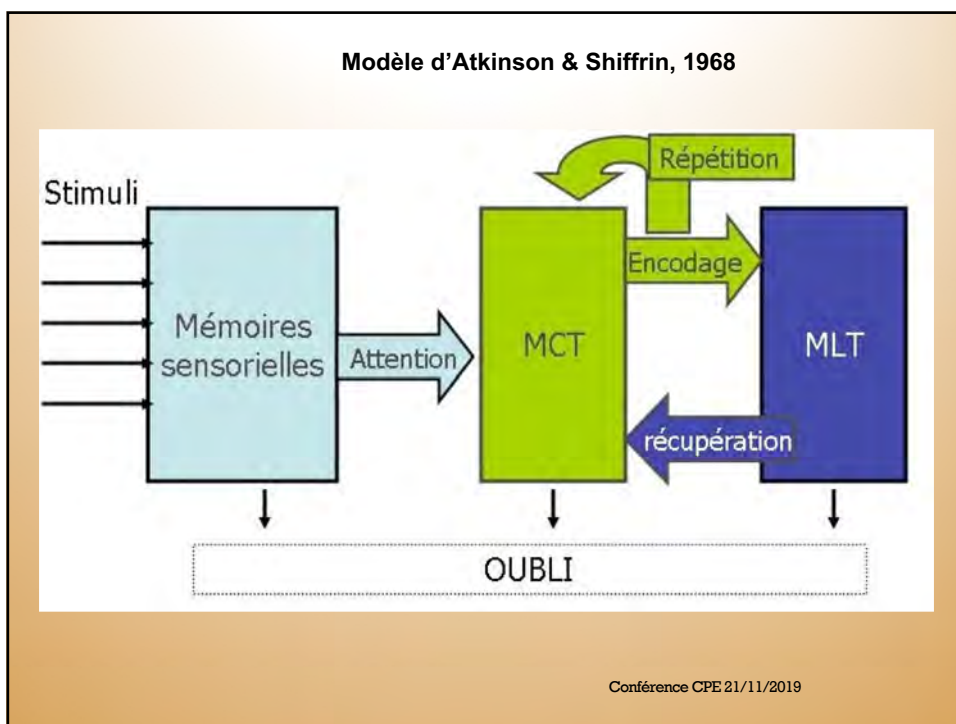 Modèle d'Atkinson & Shiffrin, 1968
Répétition
Stimuli
Encodage
Mémoires
sensorielles
Attention
MCT
MLT
récupération
OUBLI
Conférence CPE 21/11/2019